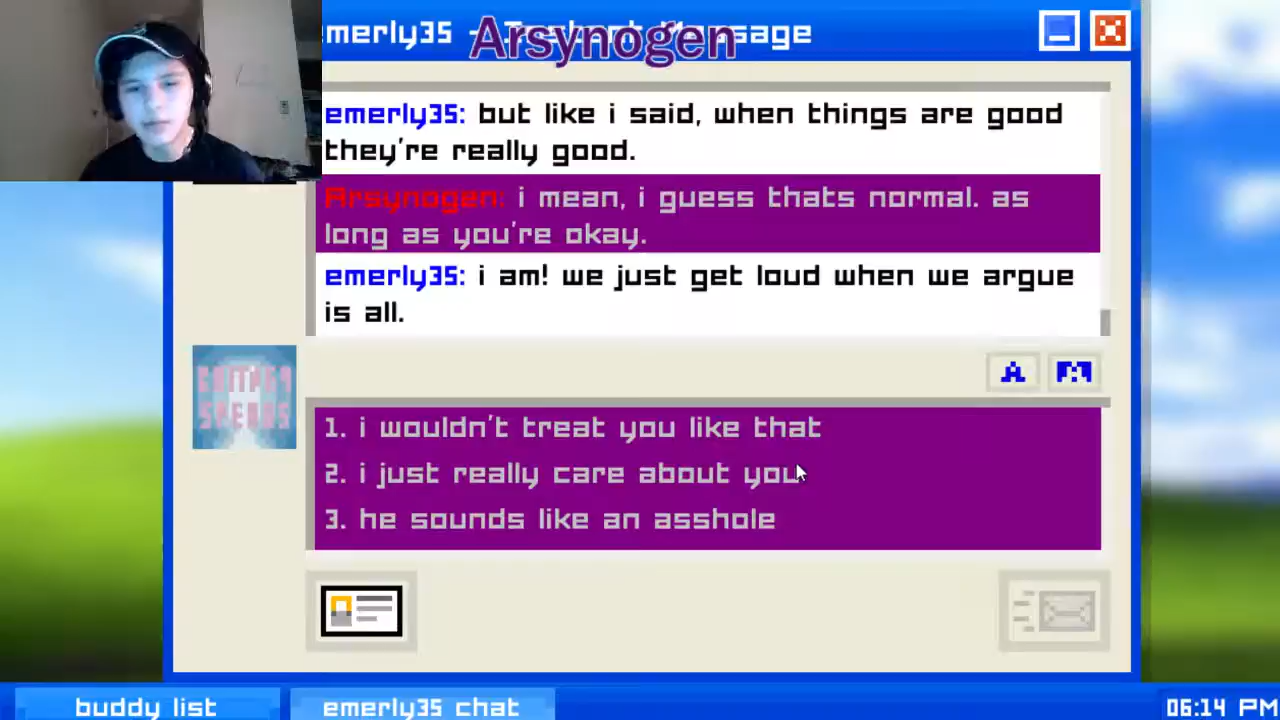 Arsynogen
emerly35: but like i said, when things are good
they're really good.
Arsynogen: i mean, i guess thats normal. as
long as you're okay.
emerly35: i am! we just get loud when we argue
is all.
A
1. i wouldn't treat you like that
2. i just really care about you
3. he sounds like an asshole
buddy list
emerly35 chat
06:14 PM